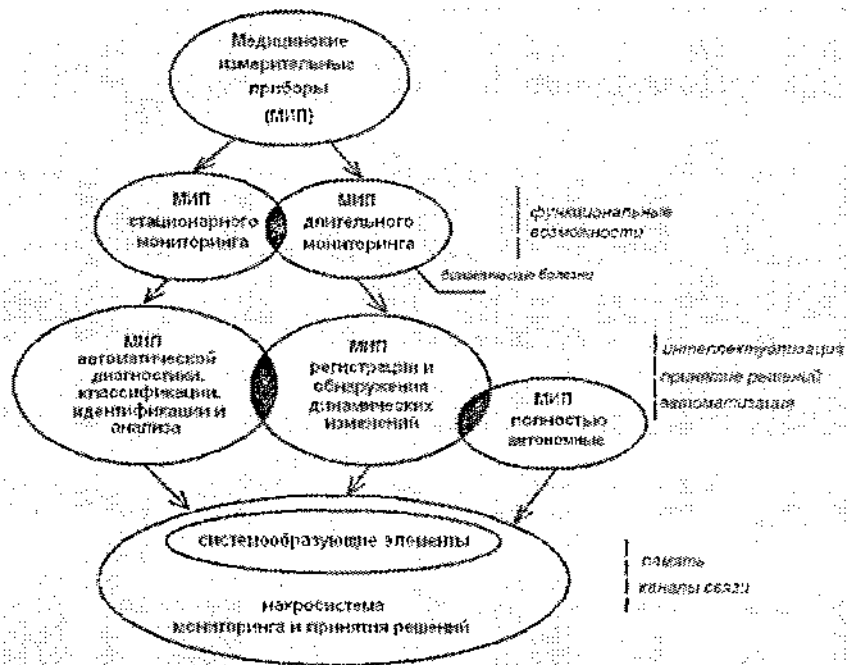 Медицинские
измерительные
приборы
(МИП)
МИП
стационарного
мониторинга
МИП
длительного
мониторинга
функциональные
возможности
болезни
МИП
автоматической
диагностики,
классификации,
идентификации и
анализа
МИП
регистрации и
обнаружения
динамических
изменений
МИП
полностью
автономные
интеллектуализация
принятие решений
автоматизация
системообразующие элементы
макросистема
мониторинга и принятия решений
память
каналы связи